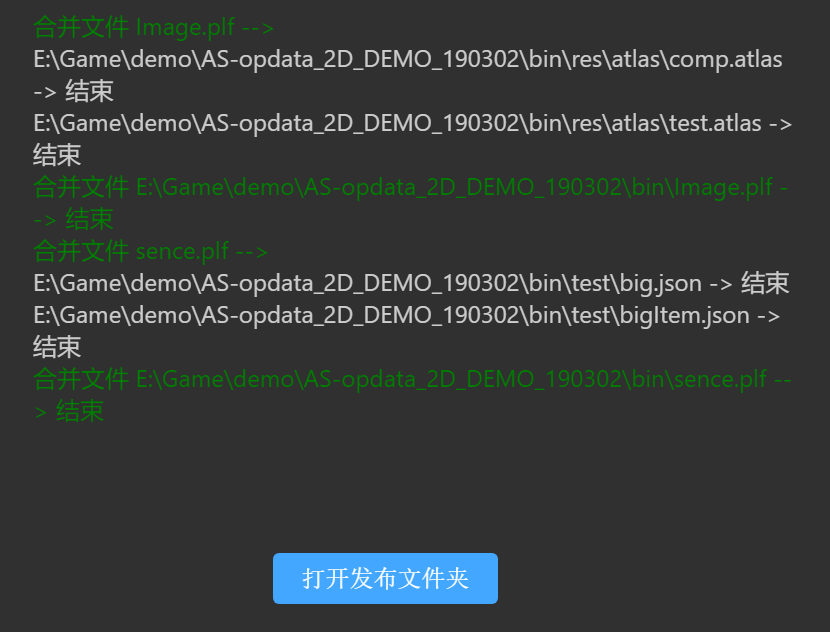 合并文件 Image.plf -->
E:\Game\demo\AS-opdata_2D_DEMO_190302\bin\res\atlas\comp.atlas
-> 结束
E:\Game\demo\AS-opdata_2D_DEMO_190302\bin\res\atlas\test.atlas ->
结束
合并文件 E:\Game\demo\AS-opdata_2D_DEMO_190302\bin\Image.plf -
-> 结束
合并文件 sence.plf -->
E:\Game\demo\AS-opdata_2D_DEMO_190302\bin\test\big.json -> 结束
E:\Game\demo\AS-opdata_2D_DEMO_190302\bin\test\bigItem.json ->
结束
合并文件 E:\Game\demo\AS-opdata_2D_DEMO_190302\bin\sence.plf --
> 结束
打开发布文件夹